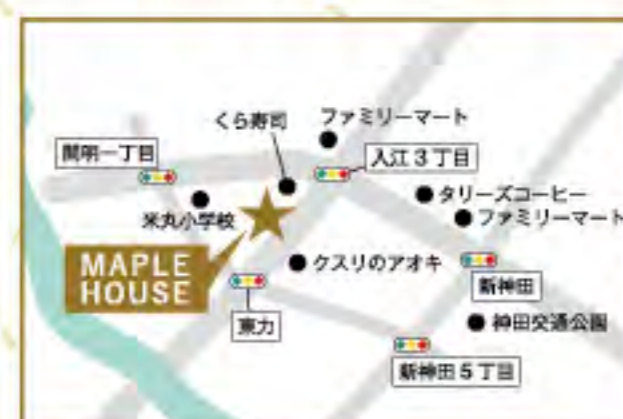 くら寿司
ファミリーマート
間明一丁目
入江3丁目
タリーズコーヒー
米丸小学校
ファミリーマート
MAPLE
HOUSE
クスリのアオキ
新神田
東力
神田交通公園
新神田5丁目